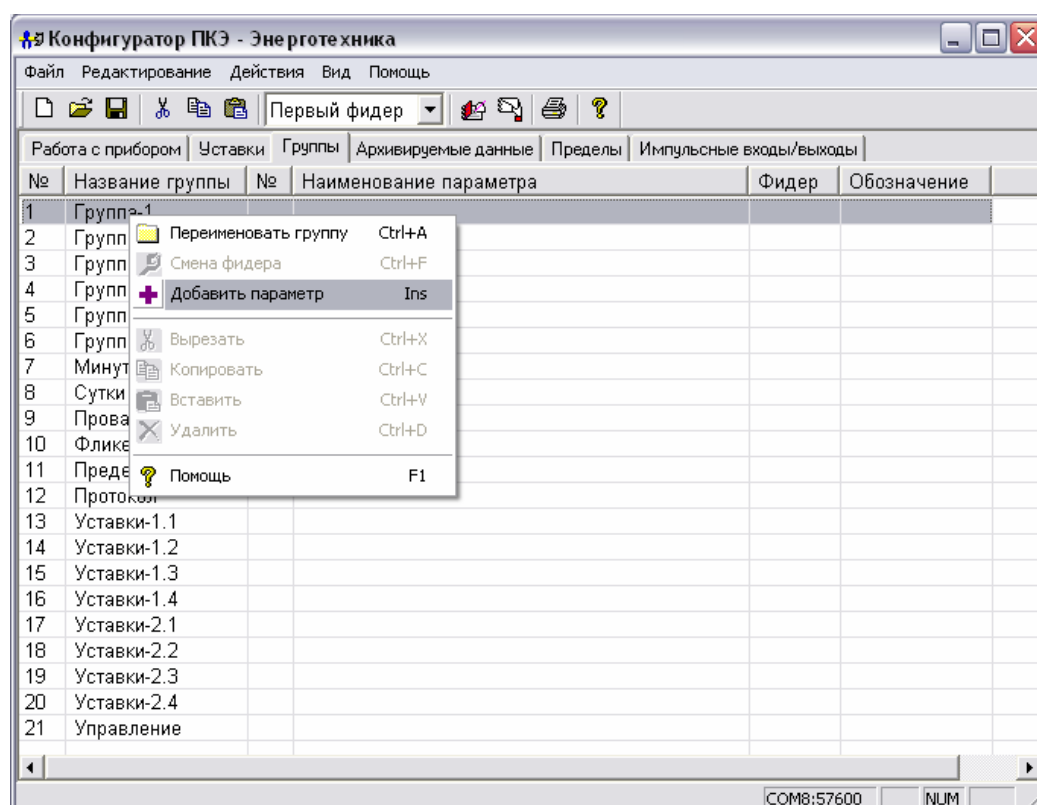 Конфигуратор ПКЭ - Энерготехника
Файл Редактирование Действия Вид Помощь
Первый фидер
Работа с прибором Уставки Группы Архивируемые данные Пределы Импульсные входы/выходы
№ Название группы № Наименование параметра Фидер Обозначение
1 Группа-1
2 Групп
3 Групп
4 Групп
5 Групп
6 Групп
7 Минут
8 Сутки
9 Прова
10 Флике
11 Преде
12 Протокол
13 Уставки-1.1
14 Уставки-1.2
15 Уставки-1.3
16 Уставки-1.4
17 Уставки-2.1
18 Уставки-2.2
19 Уставки-2.3
20 Уставки-2.4
21 Управление
Переименовать группу Ctrl+A
Смена фидера Ctrl+F
Добавить параметр Ins
Вырезать Ctrl+X
Копировать Ctrl+C
Вставить Ctrl+V
Удалить Ctrl+D
Помощь F1
COM8:57600 NUM